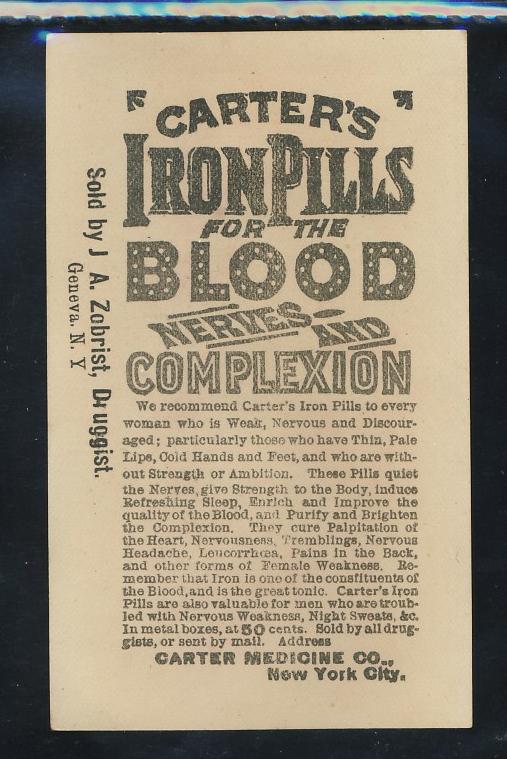 "CARTER'S"
IRON PILLS
FOR THE
BLOOD
NERVES AND
COMPLEXION
We recommend Carter's Iron Pills to every
woman who is Weak, Nervous and Discour-
aged; particularly those who have Thin, Pale
Lips, Cold Hands and Feet, and who are with-
out Strength or Ambition. These Pills quiet
the Nerves, give Strength to the Body, induce
Refreshing Sleep, Enrich and Improve the
quality of the Blood, and Purify and Brighten
the Complexion. They cure Palpitation of
the Heart, Nervousness, Tremblings, Nervous
Headache, Leucorrhœa, Pains in the Back,
and other forms of Female Weakness. Re-
member that Iron is one of the constituents of
the Blood, and is the great tonic. Carter's Iron
Pills are also valuable for men who are troub-
led with Nervous Weakness, Night Sweats, &c.
In metal boxes, at 50 cents. Sold by all drug-
gists, or sent by mail. Address
CARTER MEDICINE CO.,
New York City.
Sold by J A. Zobrist, Druggist.
Geneva. N. Y